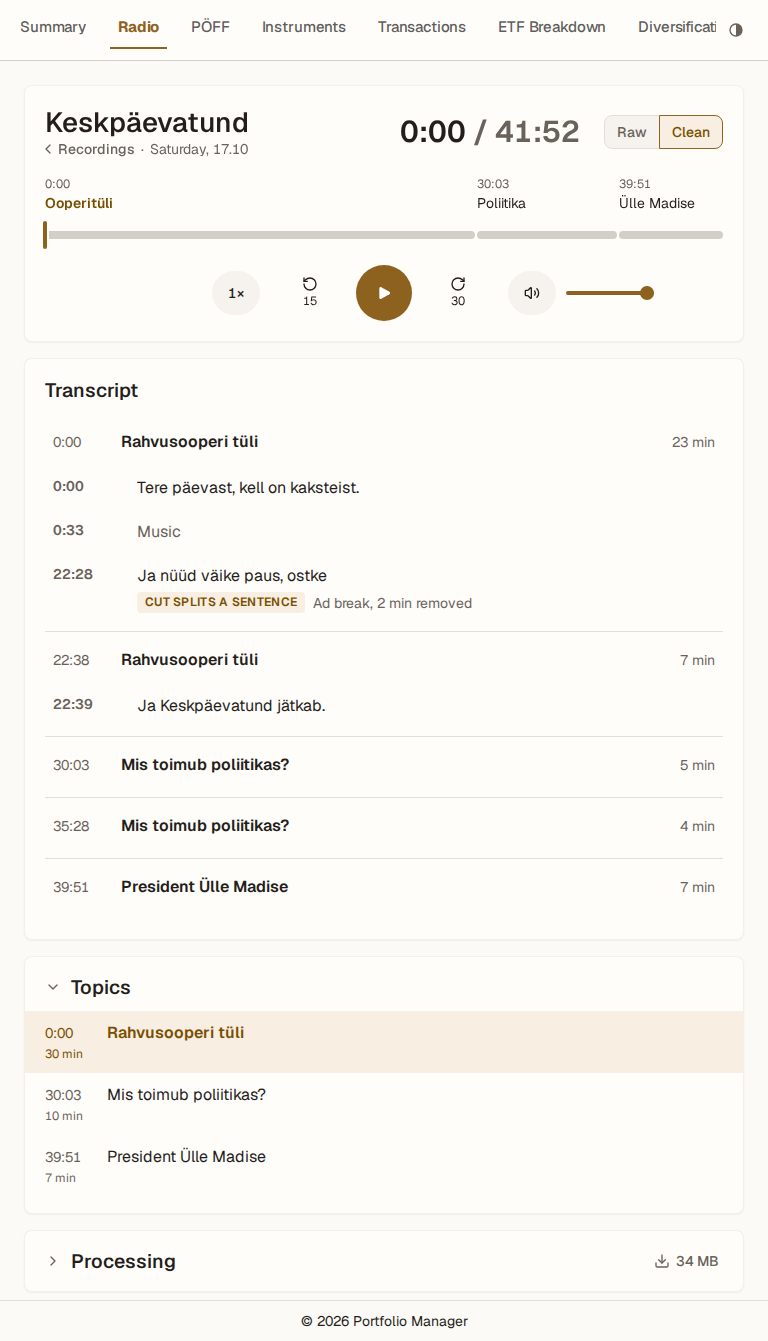 Summary Radio PÖFF Instruments Transactions ETF Breakdown Diversificati
Keskpäevatund
0:00 / 41:52
Raw Clean
Recordings · Saturday, 17.10
0:00 30:03 39:51
Ooperitüli Poliitika Ülle Madise
1× 15 30
Transcript
0:00 Rahvusooperi tüli 23 min
0:00 Tere päevast, kell on kaksteist.
0:33 Music
22:28 Ja nüüd väike paus, ostke
CUT SPLITS A SENTENCE Ad break, 2 min removed
22:38 Rahvusooperi tüli 7 min
22:39 Ja Keskpäevatund jätkab.
30:03 Mis toimub poliitikas? 5 min
35:28 Mis toimub poliitikas? 4 min
39:51 President Ülle Madise 7 min
Topics
0:00 Rahvusooperi tüli
30 min
30:03 Mis toimub poliitikas?
10 min
39:51 President Ülle Madise
7 min
Processing 34 MB
© 2026 Portfolio Manager